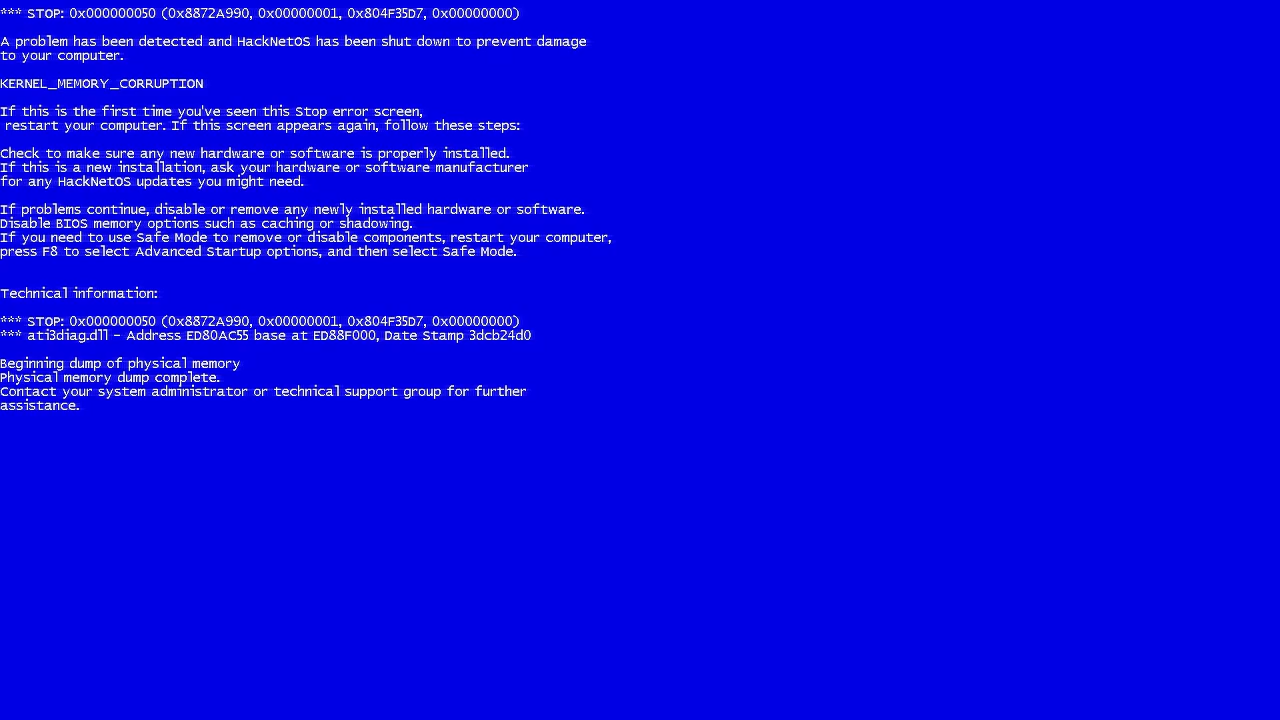 *** STOP: 0x000000050 (0x8872A990, 0x00000001, 0x804F35D7, 0x00000000)
A problem has been detected and HackNetOS has been shut down to prevent damage
to your computer.
KERNEL_MEMORY_CORRUPTION
If this is the first time you've seen this Stop error screen,
restart your computer. If this screen appears again, follow these steps:
Check to make sure any new hardware or software is properly installed.
If this is a new installation, ask your hardware or software manufacturer
for any HackNetOS updates you might need.
If problems continue, disable or remove any newly installed hardware or software.
Disable BIOS memory options such as caching or shadowing.
If you need to use Safe Mode to remove or disable components, restart your computer,
press F8 to select Advanced Startup options, and then select Safe Mode.
Technical information:
*** STOP: 0x000000050 (0x8872A990, 0x00000001, 0x804F35D7, 0x00000000)
*** ati3diag.dll - Address ED80AC55 base at ED88F000, Date Stamp 3dcb24d0
Beginning dump of physical memory
Physical memory dump complete.
Contact your system administrator or technical support group for further
assistance.